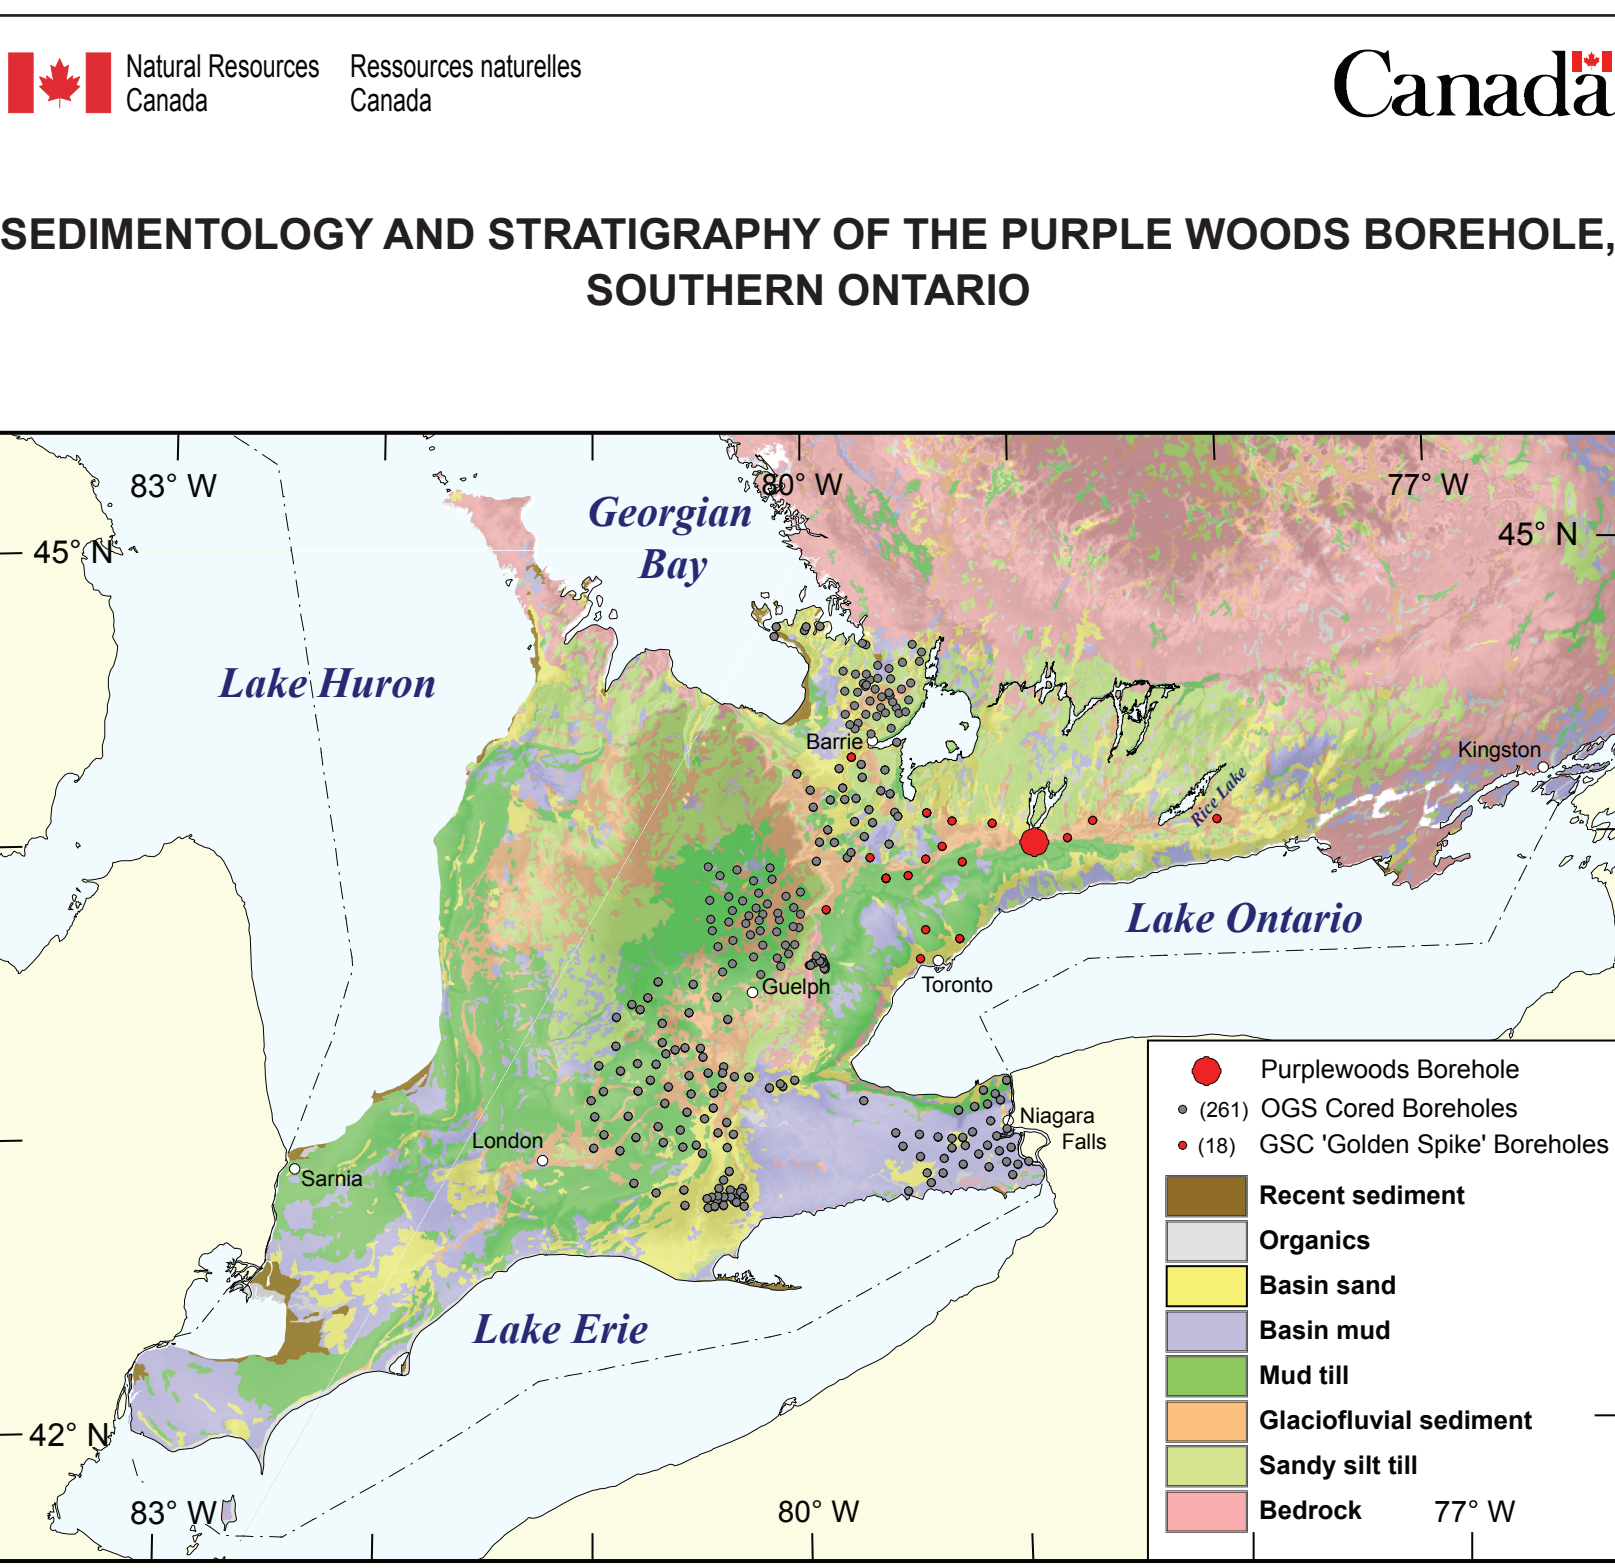 Natural Resources Canada
Ressources naturelles Canada
Canada
SEDIMENTOLOGY AND STRATIGRAPHY OF THE PURPLE WOODS BOREHOLE,
SOUTHERN ONTARIO
83° W
80° W
77° W
45° N
45° N
Georgian
Bay
Lake Huron
Barrie
Kingston
Rice Lake
Lake Ontario
Guelph
Toronto
Niagara
Falls
London
Sarnia
Lake Erie
42° N
83° W
80° W
77° W
Purplewoods Borehole
(261) OGS Cored Boreholes
(18) GSC 'Golden Spike' Boreholes
Recent sediment
Organics
Basin sand
Basin mud
Mud till
Glaciofluvial sediment
Sandy silt till
Bedrock